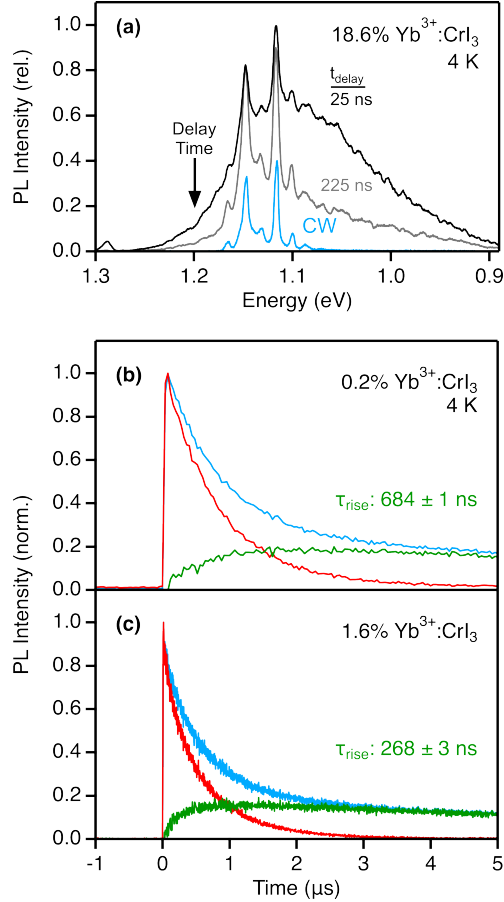 (a)
18.6% Yb³⁺:CrI₃
4 K
t_delay
25 ns
Delay
Time
225 ns
CW
PL Intensity (rel.)
1.0
0.8
0.6
0.4
0.2
0.0
1.3 1.2 1.1 1.0 0.9
Energy (eV)
(b)
0.2% Yb³⁺:CrI₃
4 K
τ_rise: 684 ± 1 ns
1.0
0.8
0.6
0.4
0.2
0.0
PL Intensity (norm.)
(c)
1.6% Yb³⁺:CrI₃
τ_rise: 268 ± 3 ns
1.0
0.8
0.6
0.4
0.2
0.0
-1 0 1 2 3 4 5
Time (µs)